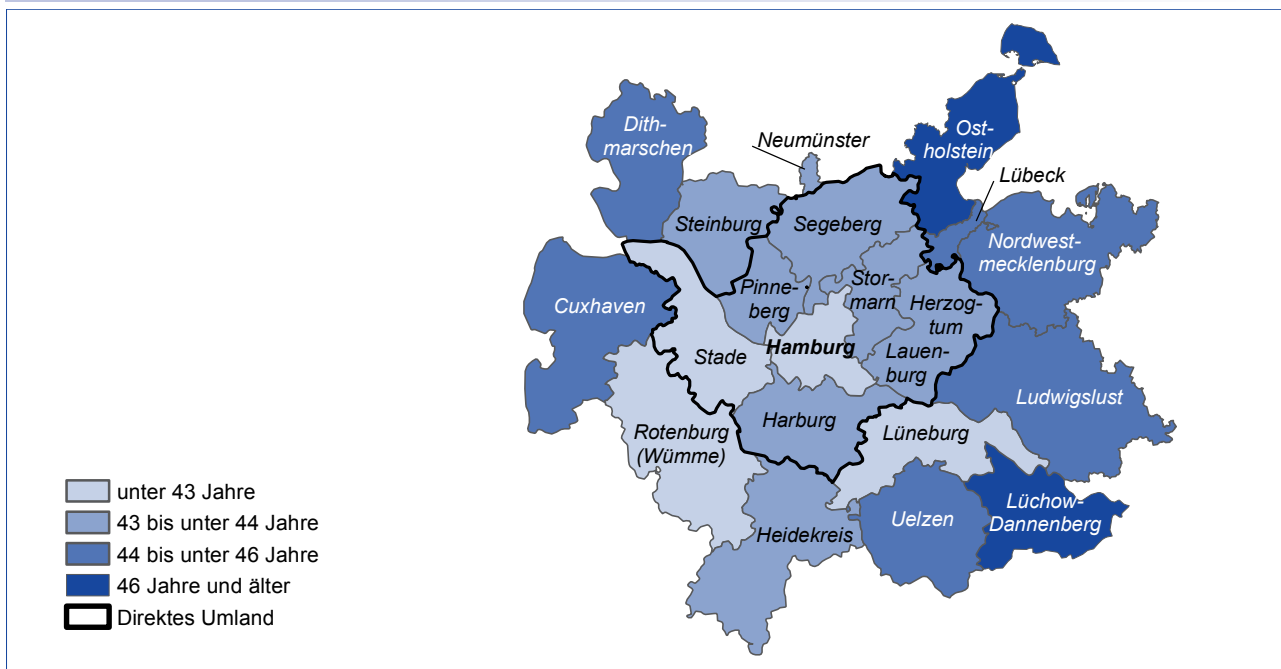 Dith-
marschen
Neumünster
Ost-
holstein
Lübeck
Steinburg
Segeberg
Nordwest-
mecklenburg
Cuxhaven
Pinne-
berg
Stor-
marn
Herzog-
tum
Lauen-
burg
Hamburg
Stade
Ludwigslust
Harburg
Lüneburg
Rotenburg
(Wümme)
Lüchow-
Dannenberg
Uelzen
Heidekreis
unter 43 Jahre
43 bis unter 44 Jahre
44 bis unter 46 Jahre
46 Jahre und älter
Direktes Umland